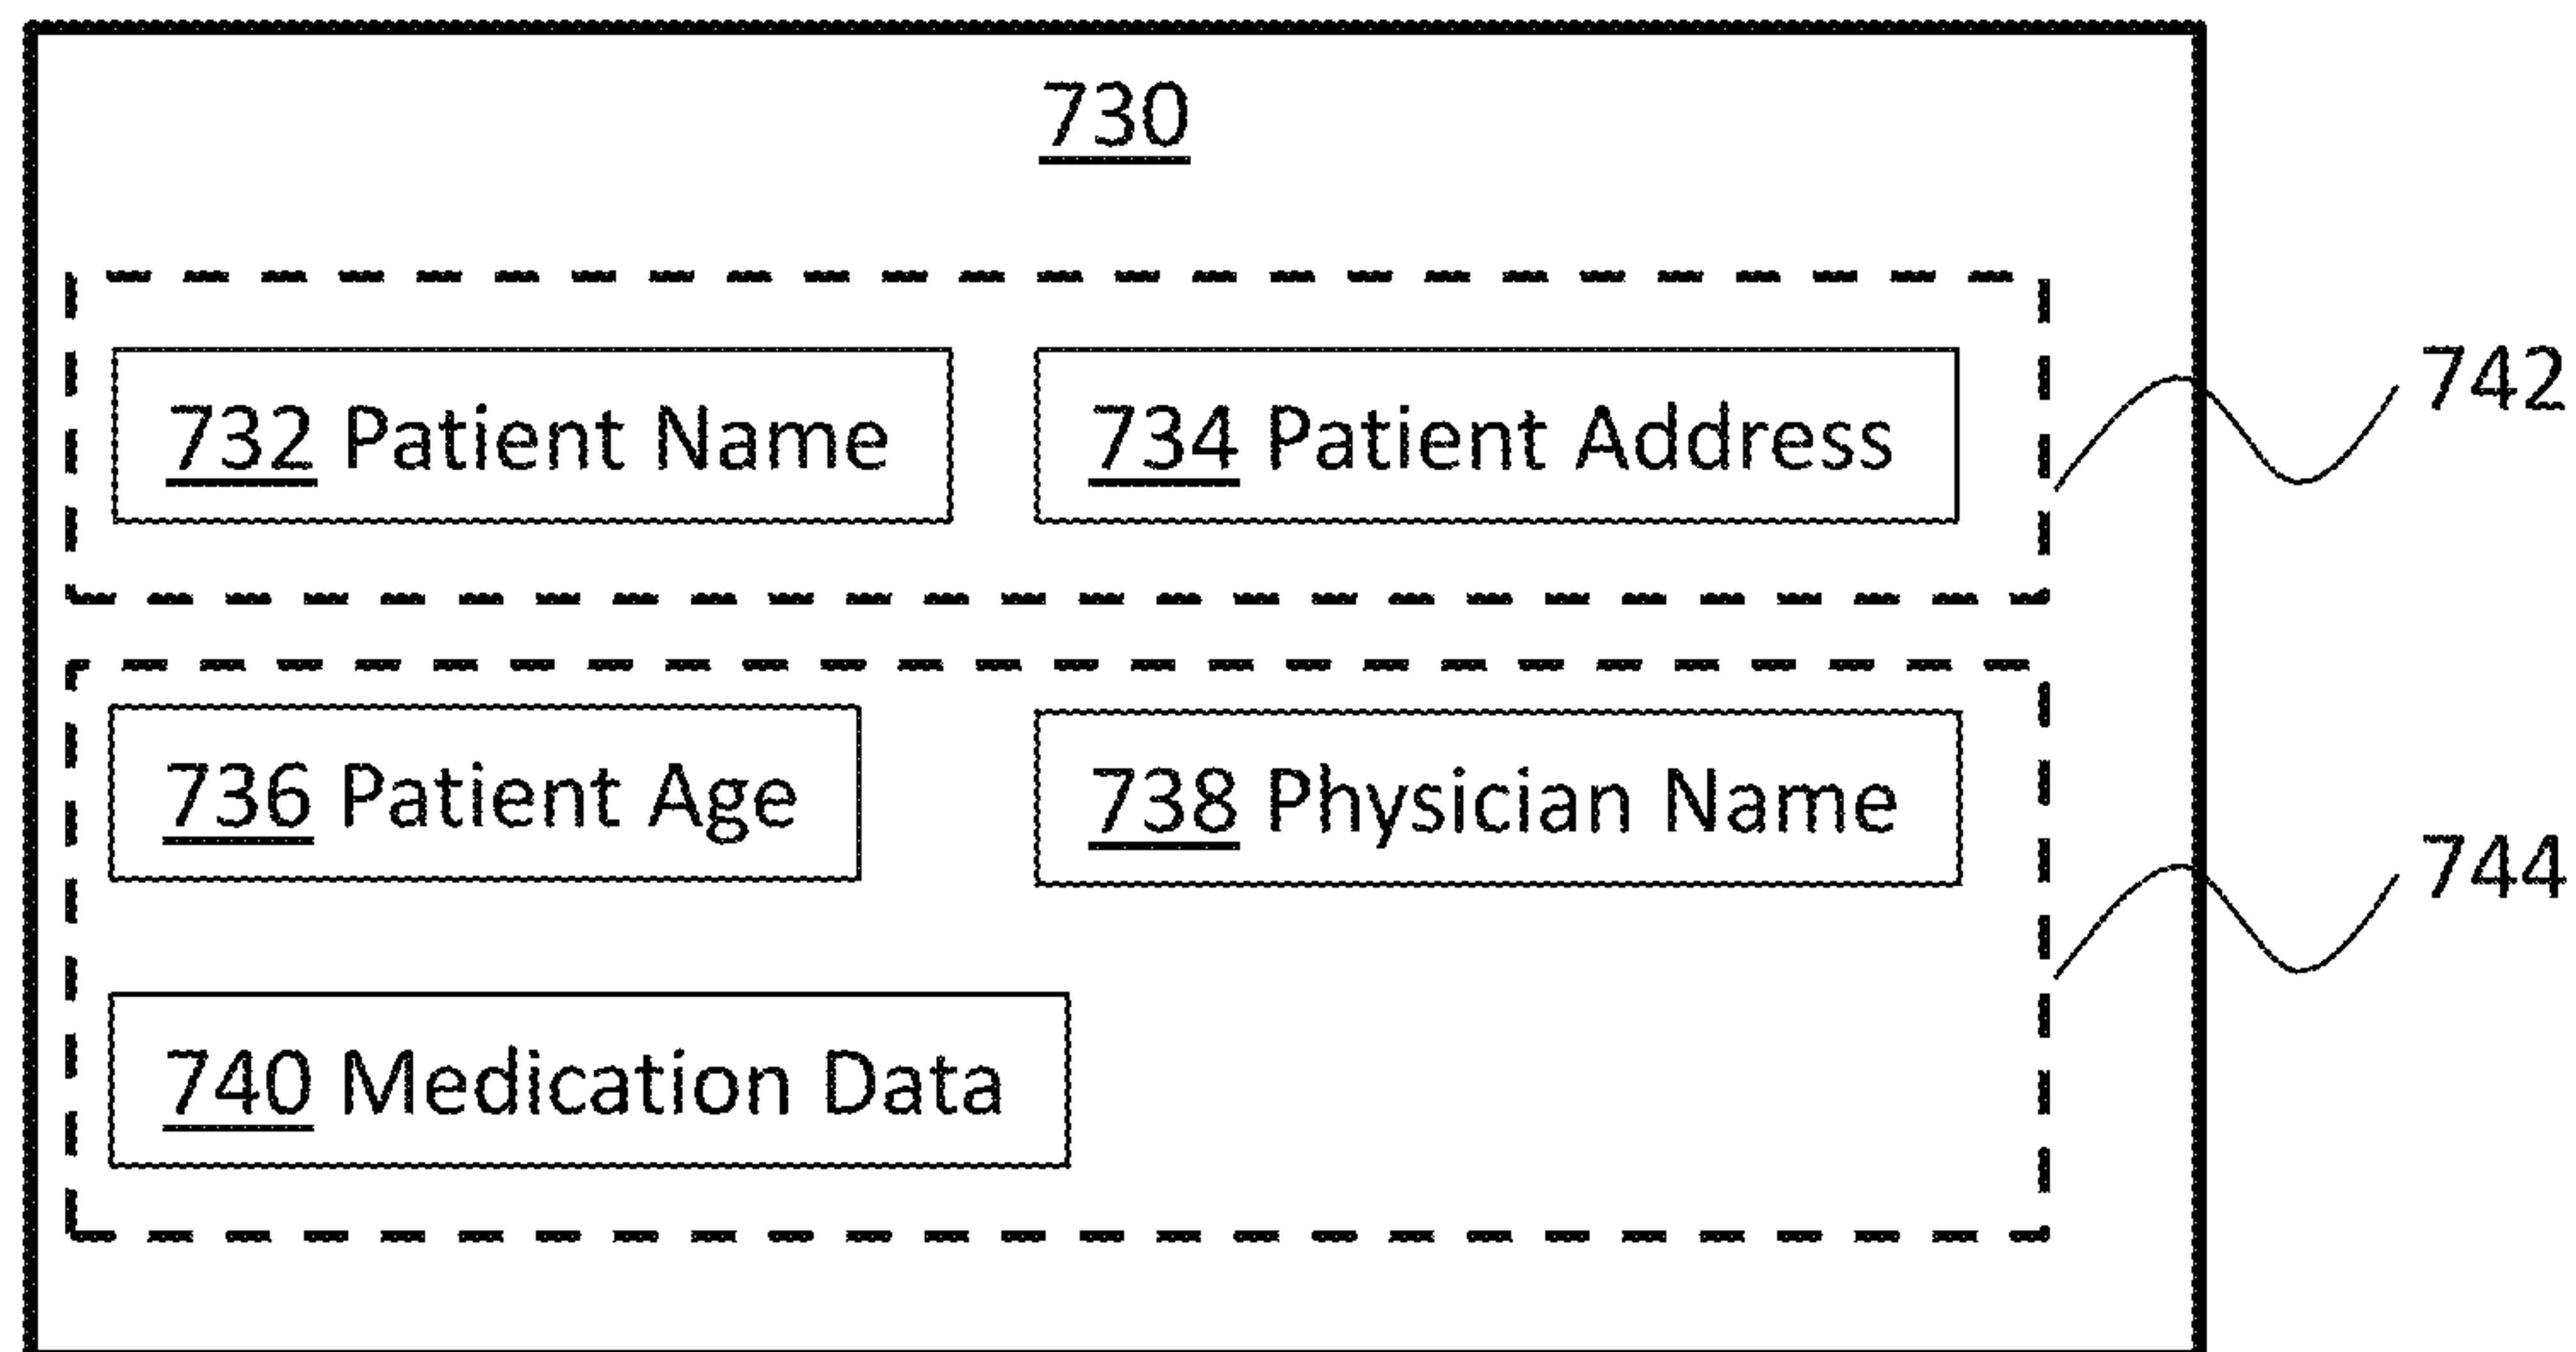 730
732 Patient Name
734 Patient Address
742
736 Patient Age
738 Physician Name
744
740 Medication Data